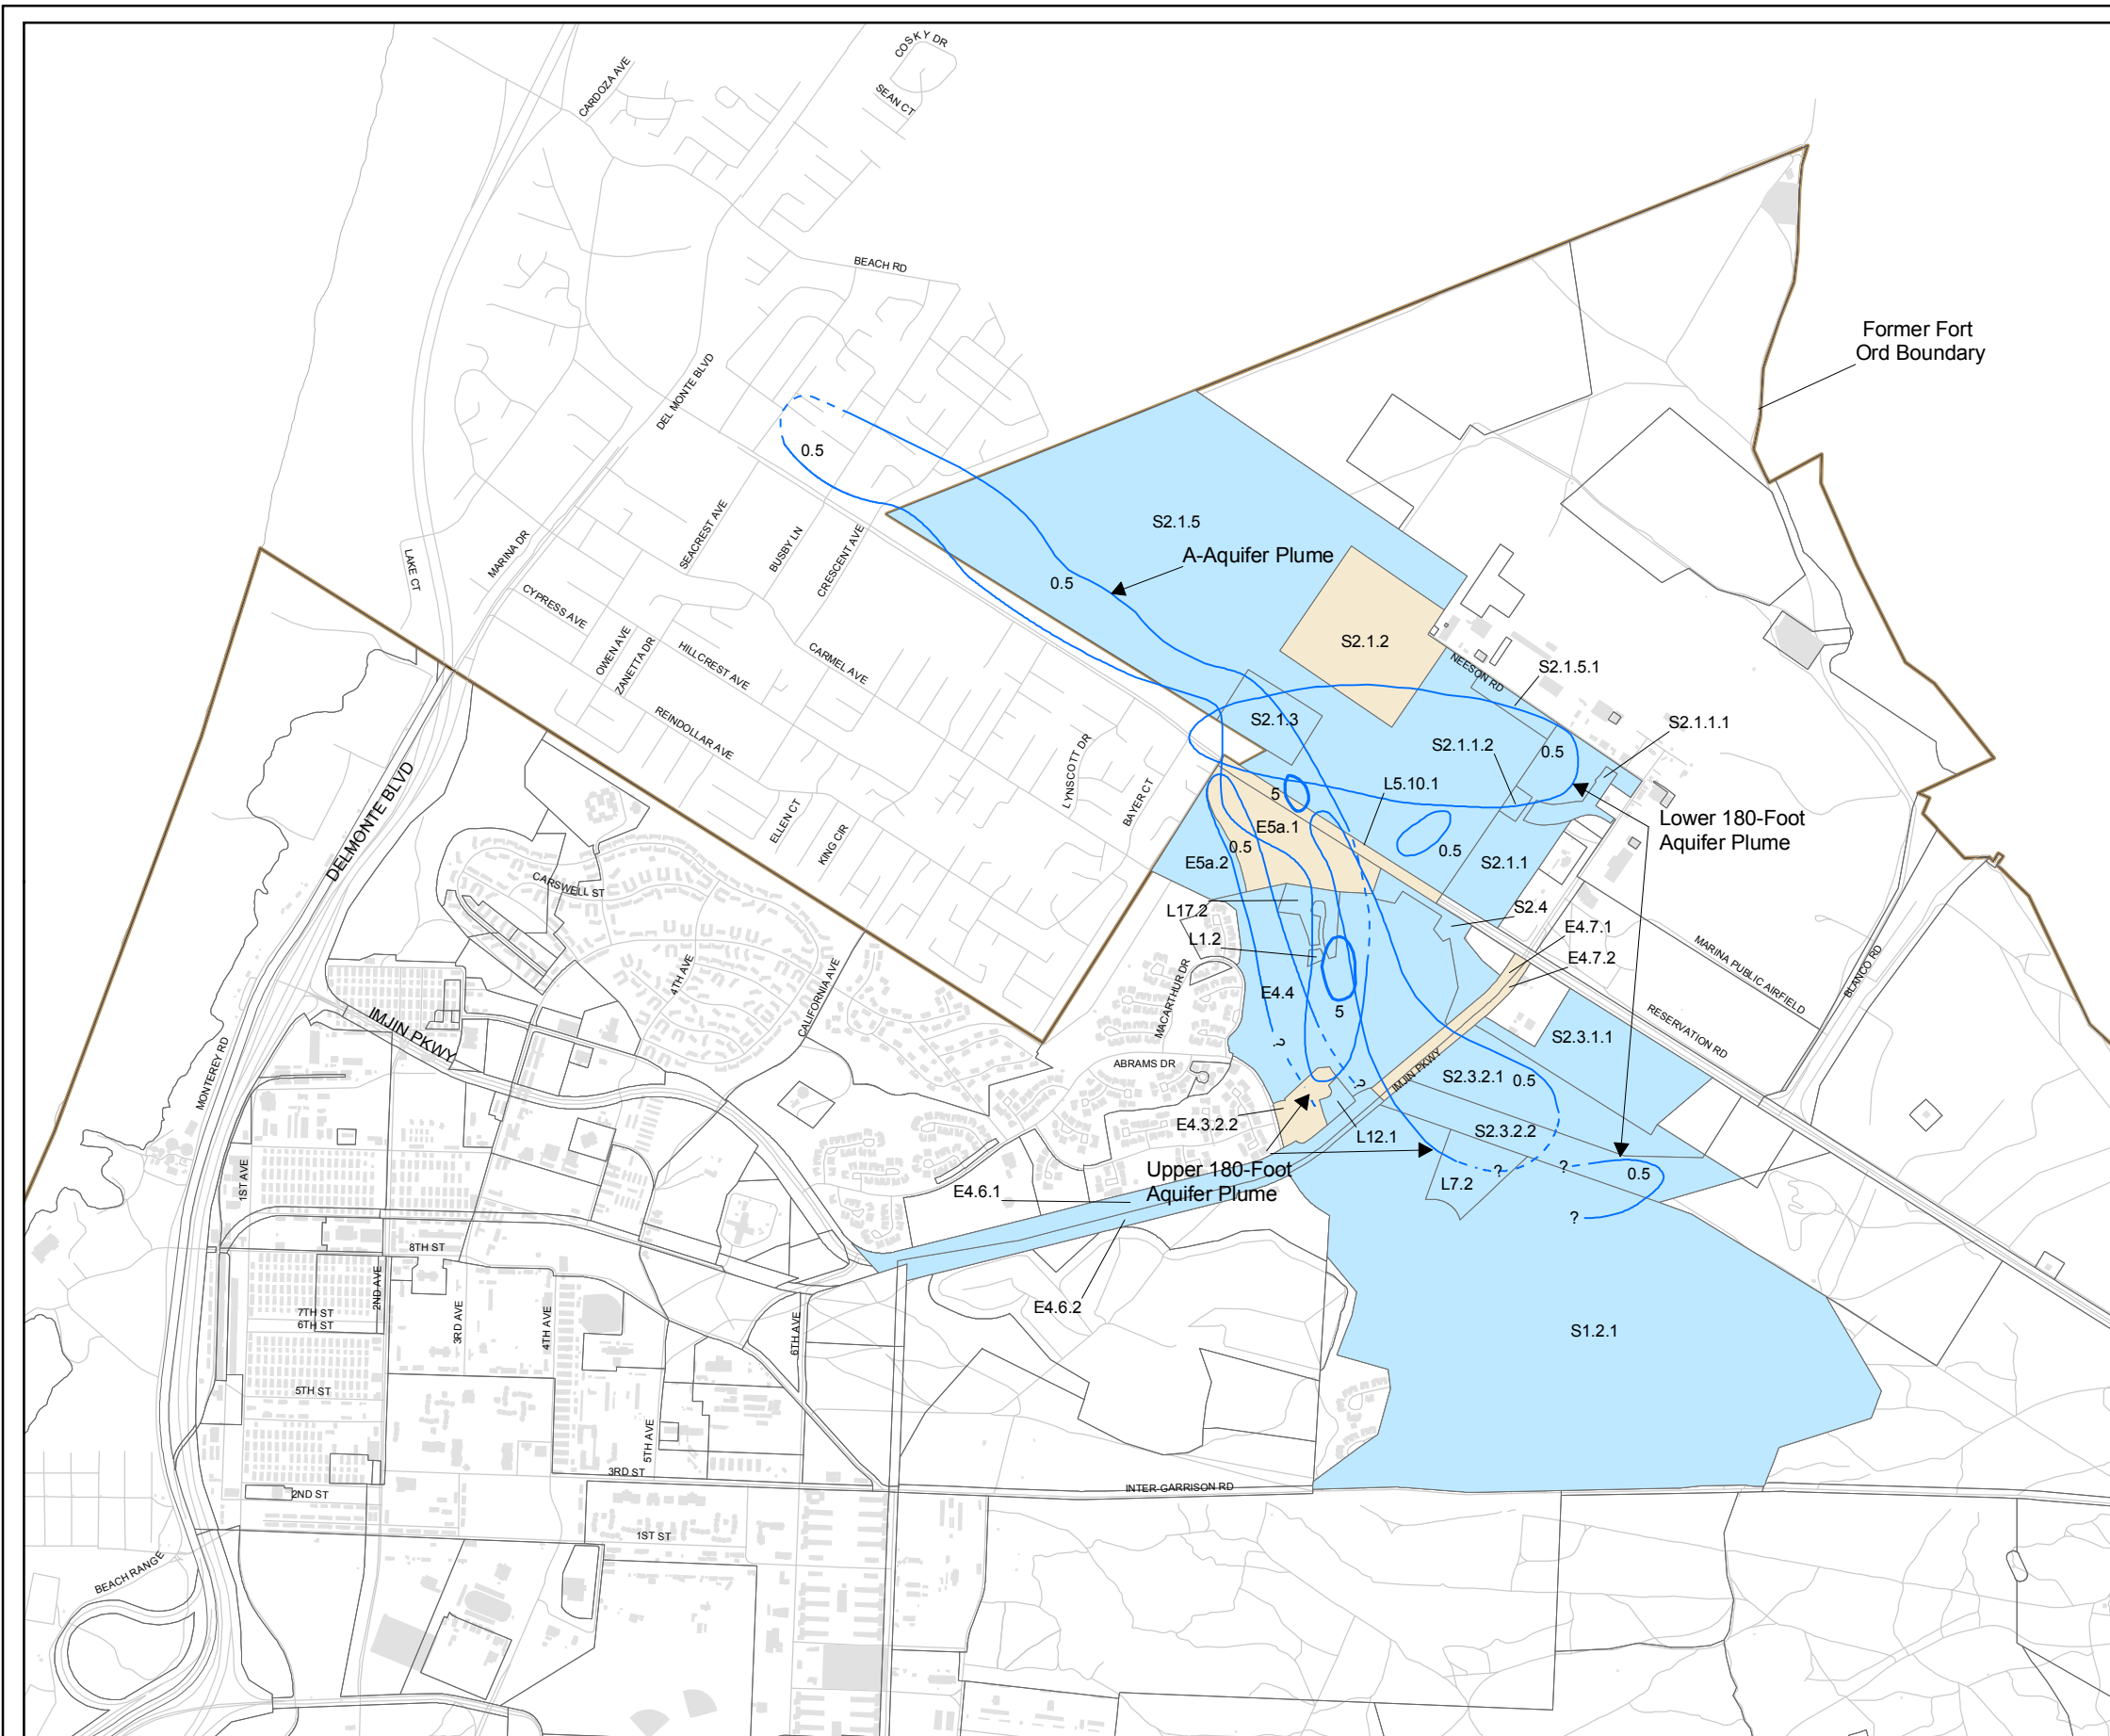 COSKY DR
CARDOZA AVE
SEAN CT
BEACH RD
Former Fort
Ord Boundary
DEL MONTE BLVD
0.5
S2.1.5
SEACREST AVE
BUSBY LN
CRESCENT AVE
MARINA DR
LAKE CT
A-Aquifer Plume
0.5
CYPRESS AVE
OWEN AVE
ZANETTA DR
HILLCREST AVE
CARMEL AVE
S2.1.2
NEESON RD
S2.1.5.1
REINDOLLAR AVE
S2.1.3
S2.1.1.1
S2.1.1.2
0.5
LYNSCOTT DR
BAYER CT
5
L5.10.1
DELMONTE BLVD
ELLEN CT
KING CIR
E5a.1
0.5
0.5
Lower 180-Foot
Aquifer Plume
E5a.2
S2.1.1
CARSWELL ST
L17.2
S2.4
L1.2
E4.7.1
E4.7.2
4TH AVE
CALIFORNIA AVE
MACARTHUR DR
MARINA PUBLIC AIRFIELD
BLANCO RD
E4.4
5
IMJIN PKWY
RESERVATION RD
S2.3.1.1
?
MONTEREY RD
ABRAMS DR
?
IMJIN PKWY
S2.3.2.1
0.5
E4.3.2.2
L12.1
S2.3.2.2
Upper 180-Foot
Aquifer Plume
?
?
0.5
1ST AVE
E4.6.1
L7.2
?
8TH ST
2ND AVE
7TH ST
6TH ST
3RD AVE
4TH AVE
6TH AVE
E4.6.2
S1.2.1
5TH ST
5TH AVE
3RD ST
2ND ST
INTER-GARRISON RD
1ST ST
BEACH RANGE